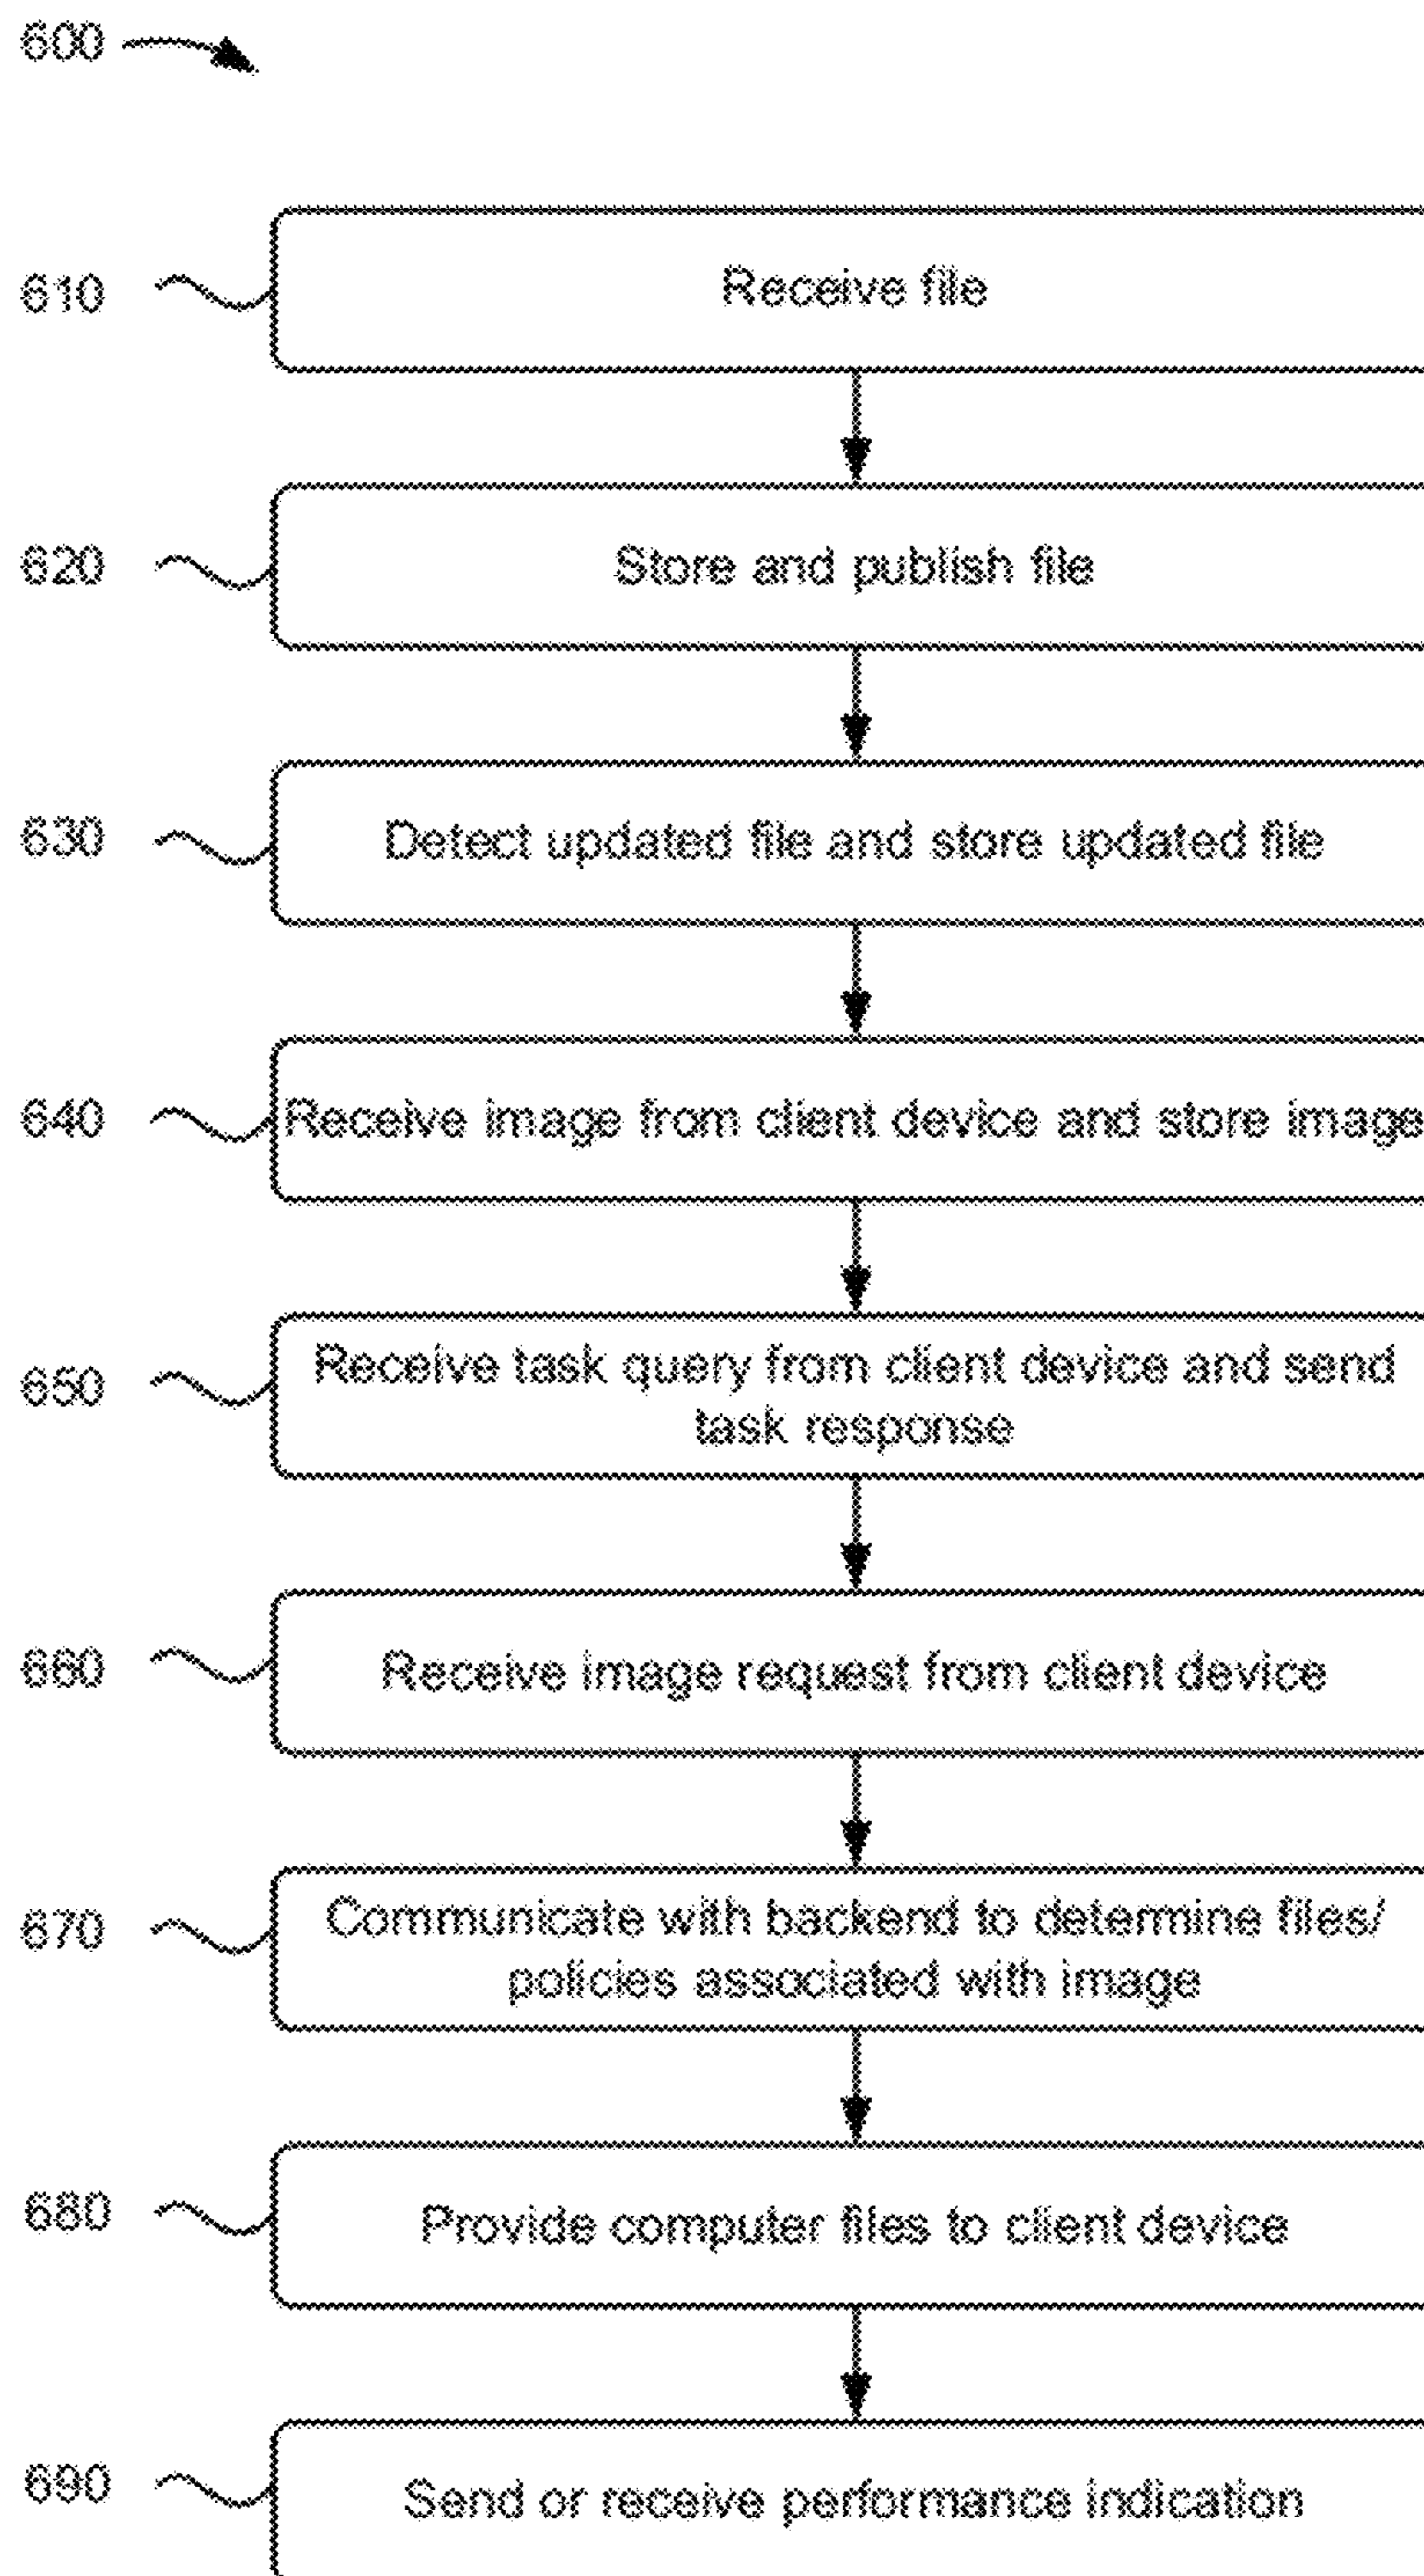 600
610
Receive file
620
Store and publish file
630
Detect updated file and store updated file
640
Receive image from client device and store image
650
Receive task query from client device and send
task response
660
Receive image request from client device
670
Communicate with backend to determine files/
policies associated with image
680
Provide computer files to client device
690
Send or receive performance indication